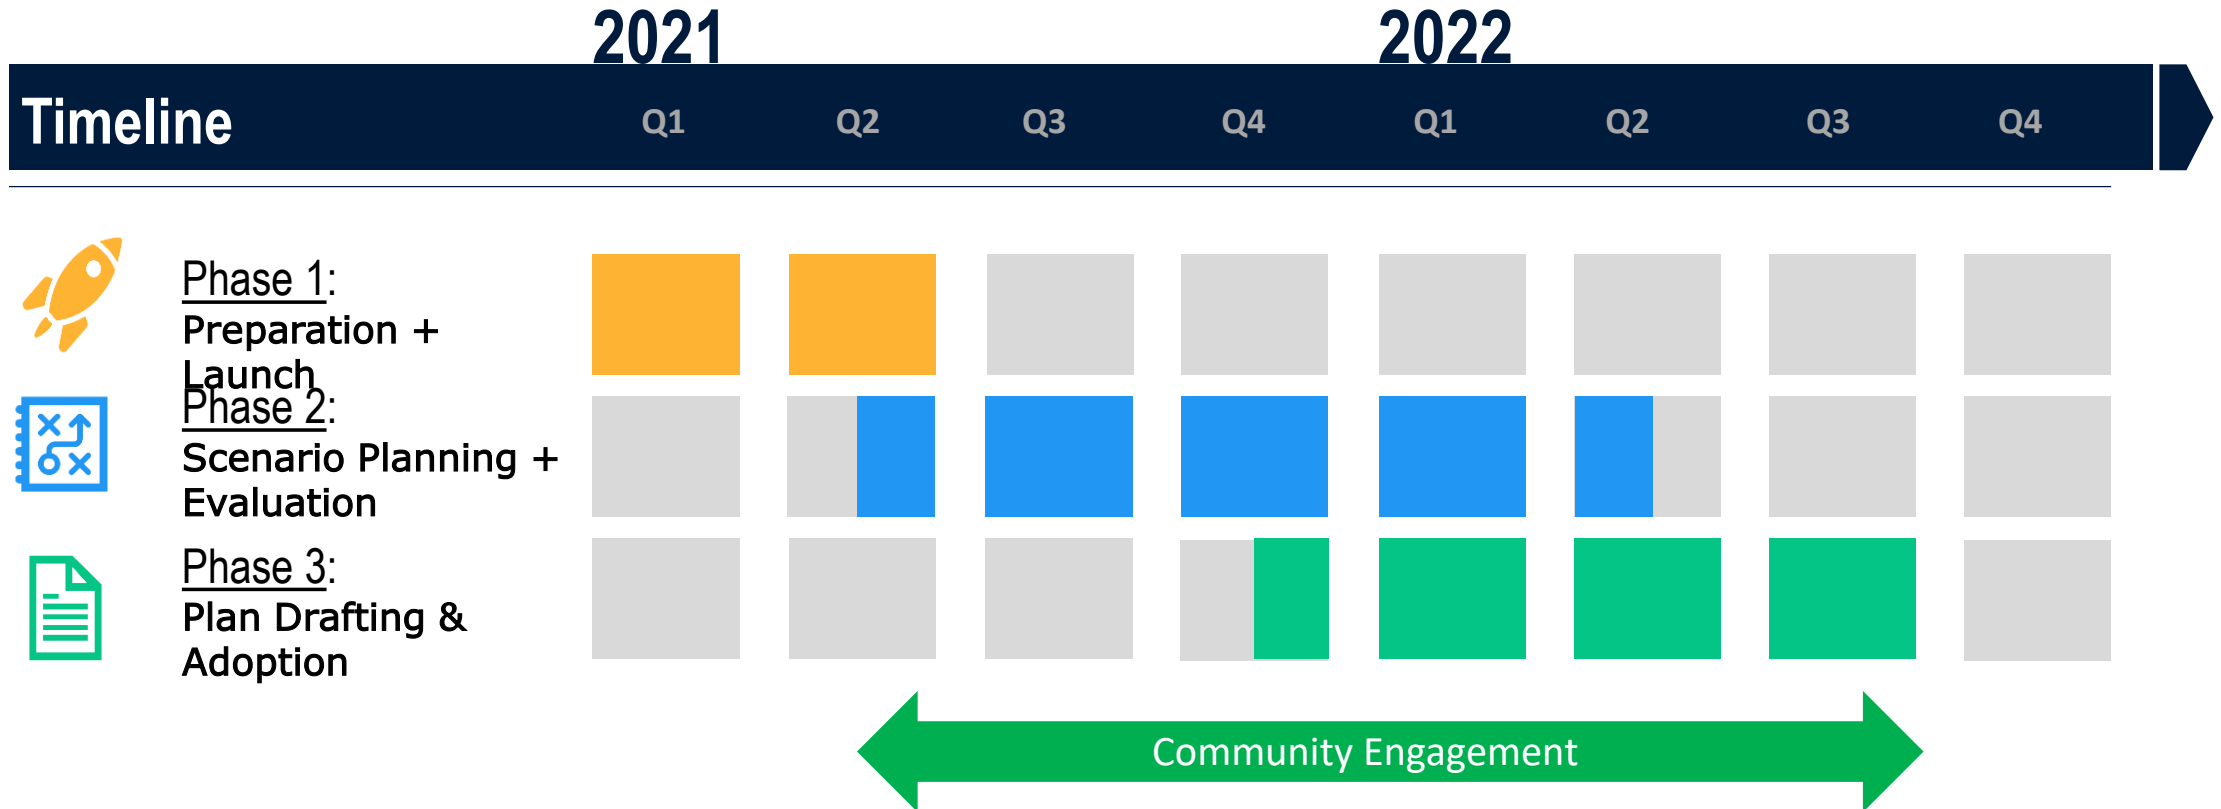 2021 2022
Timeline Q1 Q2 Q3 Q4 Q1 Q2 Q3 Q4
Phase 1:
Preparation +
Launch
Phase 2:
Scenario Planning +
Evaluation
Phase 3:
Plan Drafting &
Adoption
Community Engagement